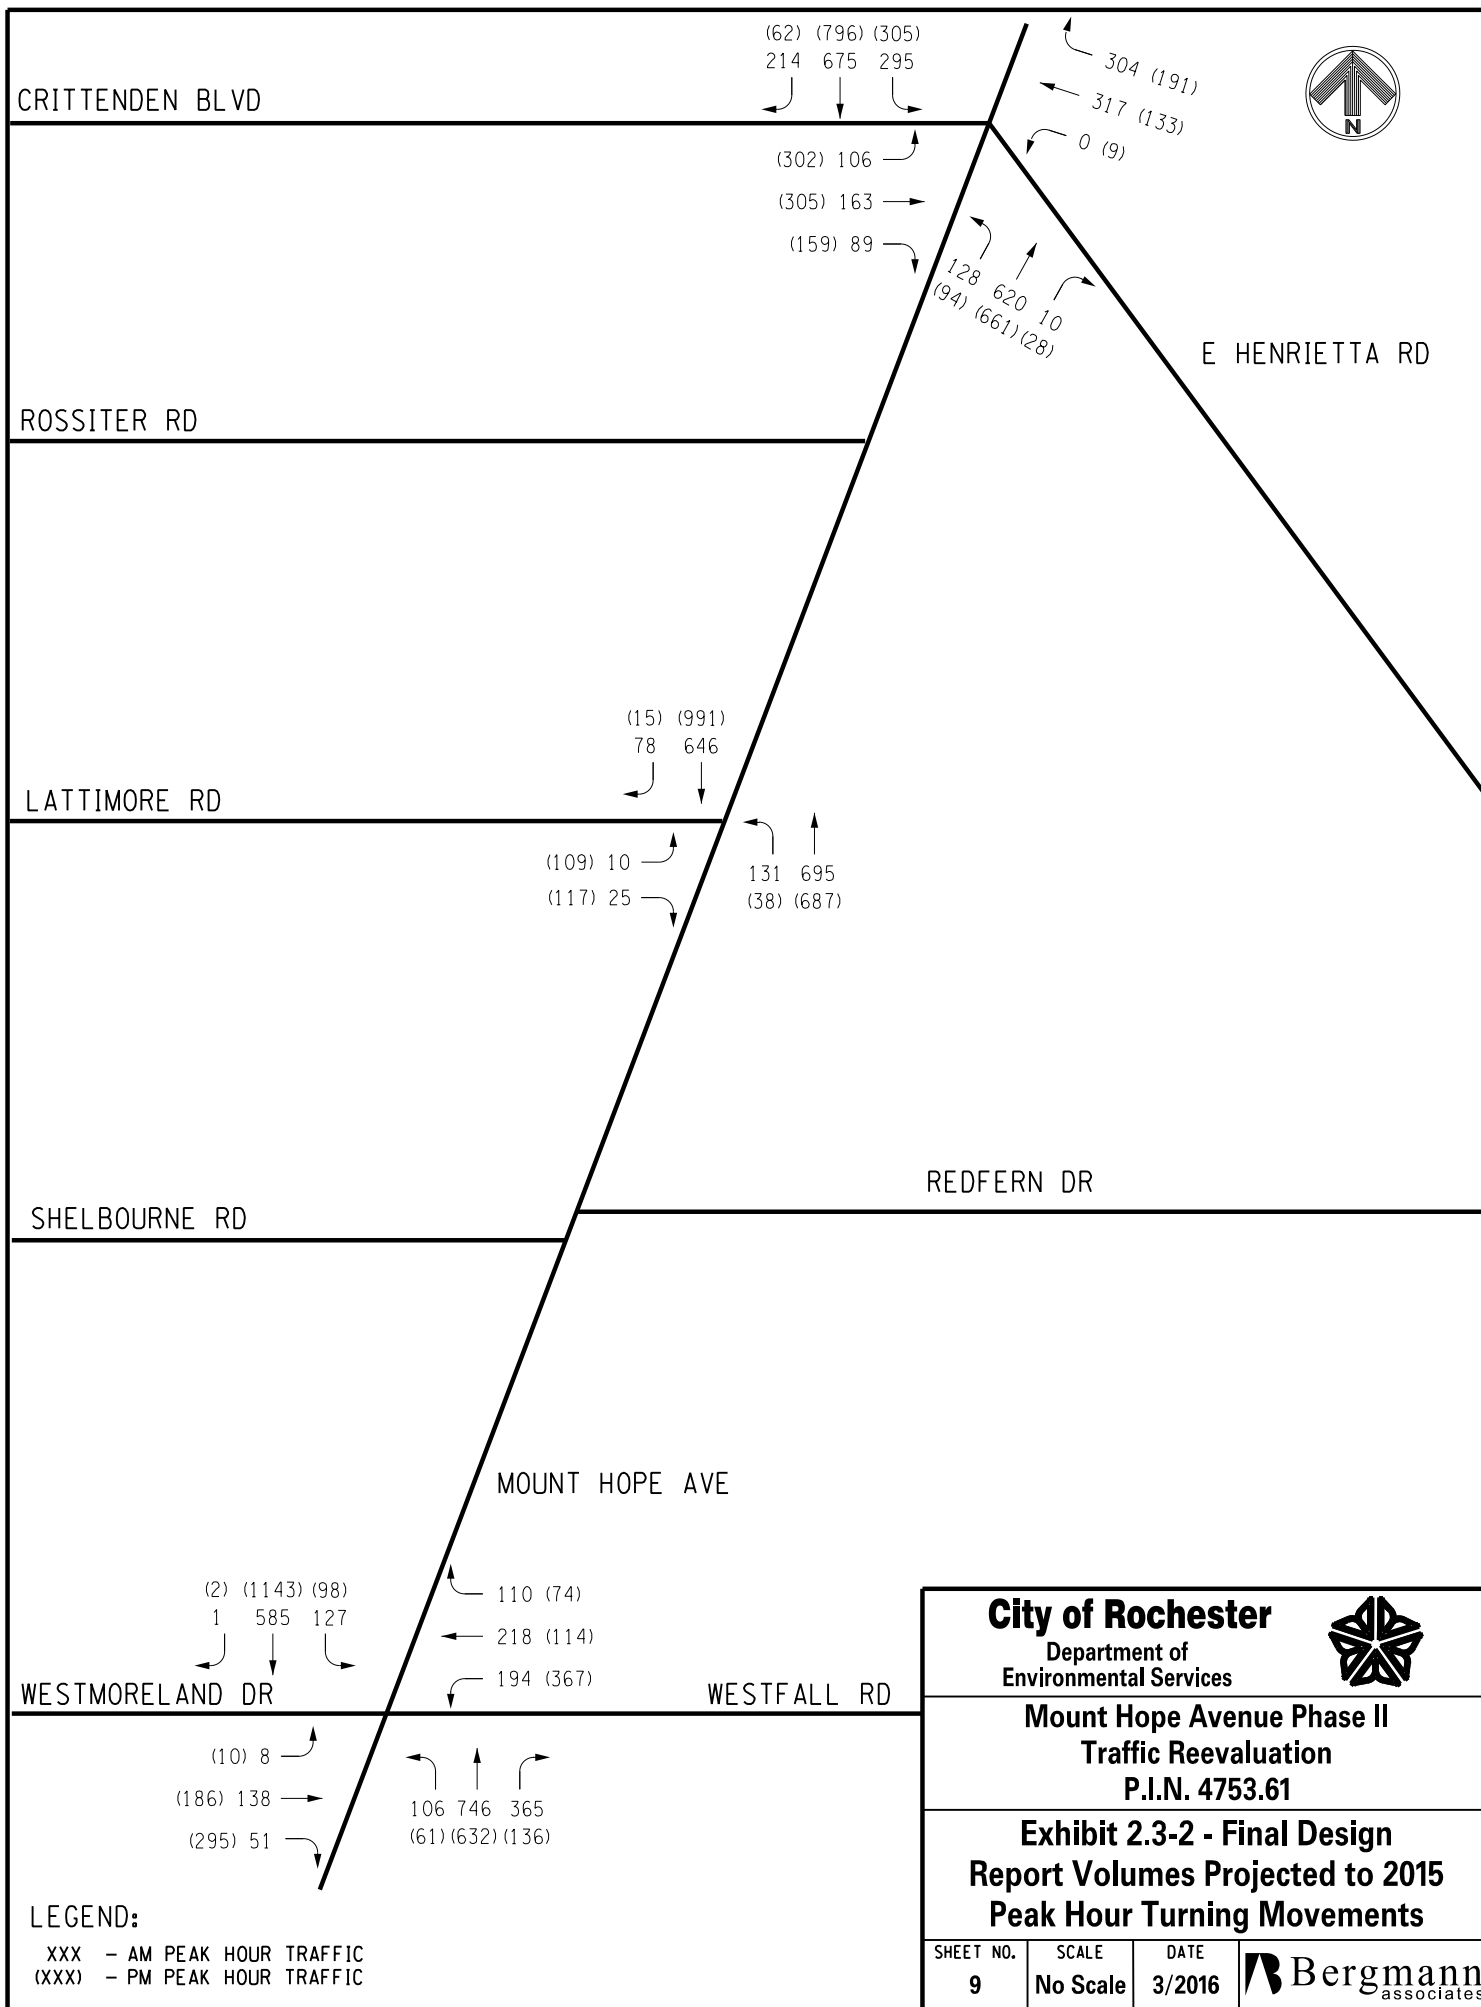 (62) (796) (305)
214 675 295
304 (191)
317 (133)
0 (9)
N
CRITTENDEN BLVD
(302) 106
(305) 163
(159) 89
128 620 10
(94) (661) (28)
E HENRIETTA RD
ROSSITER RD
(15) (991)
78 646
LATTIMORE RD
(109) 10
(117) 25
131 695
(38) (687)
REDFERN DR
SHELBOURNE RD
MOUNT HOPE AVE
(2) (1143) (98)
1 585 127
110 (74)
218 (114)
194 (367)
WESTMORELAND DR
WESTFALL RD
(10) 8
(186) 138
(295) 51
106 746 365
(61) (632) (136)
LEGEND:
XXX - AM PEAK HOUR TRAFFIC
(XXX) - PM PEAK HOUR TRAFFIC
City of Rochester
Department of
Environmental Services
Mount Hope Avenue Phase II
Traffic Reevaluation
P.I.N. 4753.61
Exhibit 2.3-2 - Final Design
Report Volumes Projected to 2015
Peak Hour Turning Movements
SHEET NO. SCALE DATE
9 No Scale 3/2016
Bergmann
associates